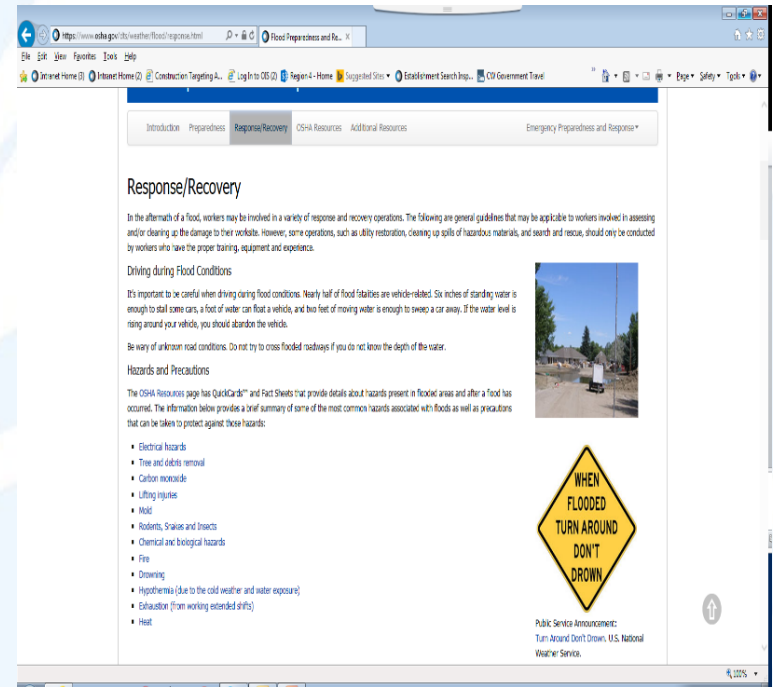 https://www.osha.gov/dts/weather/flood/response.html
Flood Preparedness and Re...
File Edit View Favorites Tools Help
Intranet Home (3) Intranet Home (2) Construction Targeting A... Log In to OIS (2) Region 4 - Home Suggested Sites Establishment Search Insp... CW Government Travel
Page Safety Tools
Introduction Preparedness Response/Recovery OSHA Resources Additional Resources Emergency Preparedness and Response
Response/Recovery
In the aftermath of a flood, workers may be involved in a variety of response and recovery operations. The following are general guidelines that may be applicable to workers involved in assessing
and/or cleaning up the damage to their worksite. However, some operations, such as utility restoration, cleaning up spills of hazardous materials, and search and rescue, should only be conducted
by workers who have the proper training, equipment and experience.
Driving during Flood Conditions
It's important to be careful when driving during flood conditions. Nearly half of flood fatalities are vehicle-related. Six inches of standing water is
enough to stall some cars, a foot of water can float a vehicle, and two feet of moving water is enough to sweep a car away. If the water level is
rising around your vehicle, you should abandon the vehicle.
Be wary of unknown road conditions. Do not try to cross flooded roadways if you do not know the depth of the water.
Hazards and Precautions
The OSHA Resources page has QuickCards™ and Fact Sheets that provide details about hazards present in flooded areas and after a flood has
occurred. The information below provides a brief summary of some of the most common hazards associated with floods as well as precautions
that can be taken to protect against those hazards:
Electrical hazards
Tree and debris removal
Carbon monoxide
Lifting injuries
Mold
Rodents, Snakes and Insects
Chemical and biological hazards
Fire
Drowning
Hypothermia (due to the cold weather and water exposure)
Exhaustion (from working extended shifts)
Heat
WHEN
FLOODED
TURN AROUND
DON'T
DROWN
Public Service Announcement:
Turn Around Don't Drown, U.S. National
Weather Service.
100%